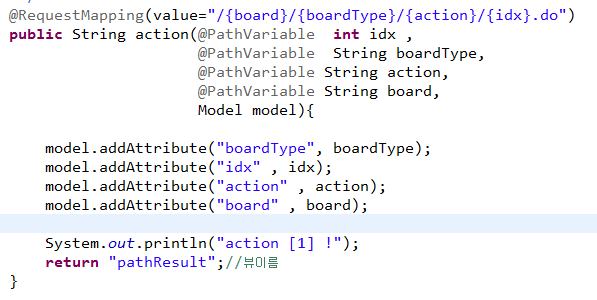 @RequestMapping(value="/{board}/{boardType}/{action}/{idx}.do")
public String action(@PathVariable  int idx ,
                     @PathVariable  String boardType,
                     @PathVariable String action,
                     @PathVariable String board,
                     Model model){
    model.addAttribute("boardType", boardType);
    model.addAttribute("idx" , idx);
    model.addAttribute("action" , action);
    model.addAttribute("board" , board);
    System.out.println("action [1] !");
    return "pathResult";//뷰이름
}